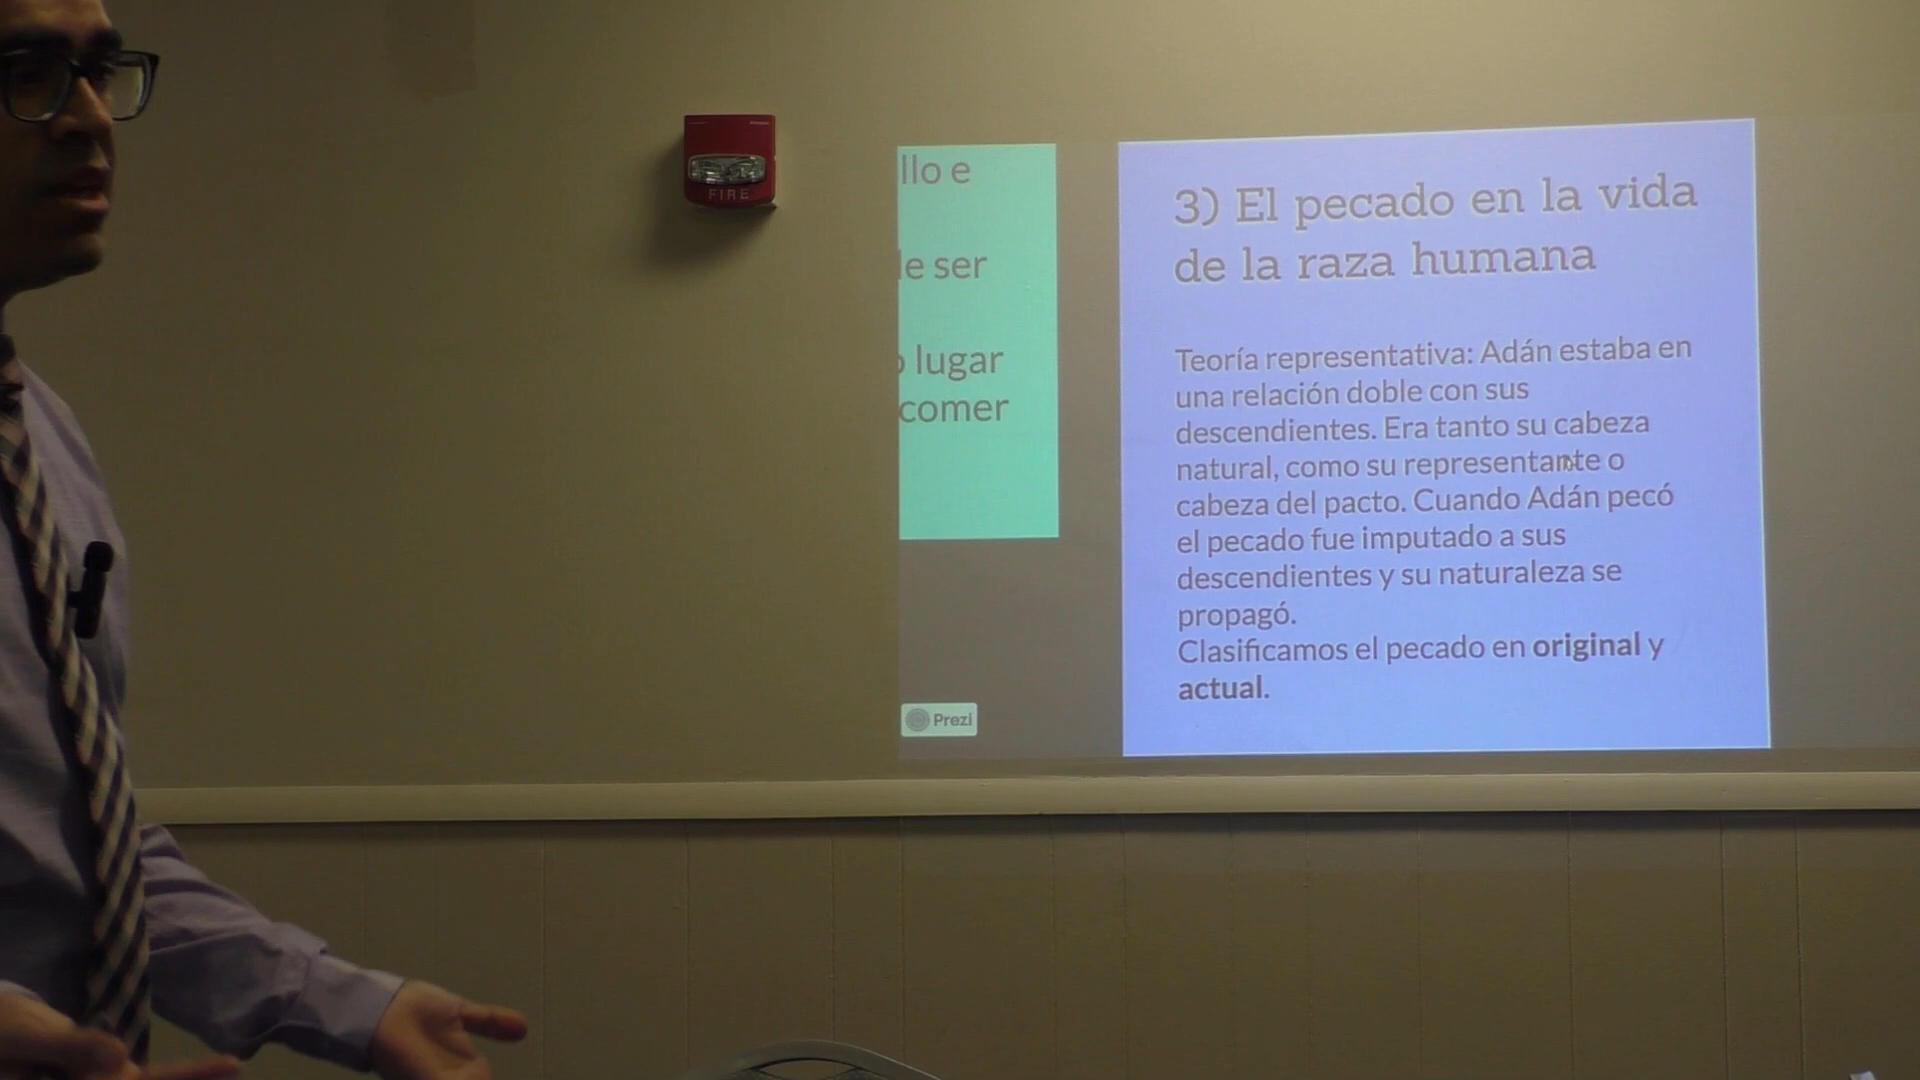 FIRE
llo e
e ser
lugar
comer
Prezi
3) El pecado en la vida
de la raza humana
Teoría representativa: Adán estaba en
una relación doble con sus
descendientes. Era tanto su cabeza
natural, como su representante o
cabeza del pacto. Cuando Adán pecó
el pecado fue imputado a sus
descendientes y su naturaleza se
propagó.
Clasificamos el pecado en original y
actual.